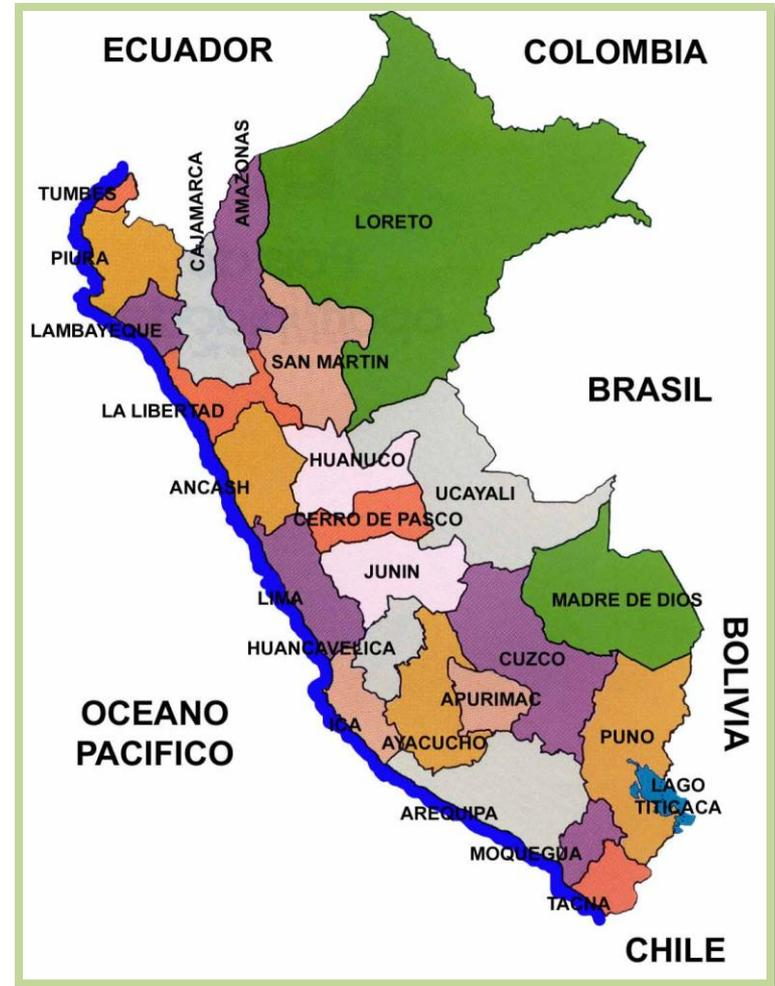 ECUADOR
COLOMBIA
TUMBES
CAJAMARCA
AMAZONAS
LORETO
PIURA
LAMBAYEQUE
SAN MARTIN
BRASIL
LA LIBERTAD
HUANUCO
ANCASH
UCAYALI
CERRO DE PASCO
JUNIN
LIMA
MADRE DE DIOS
HUANCAVELICA
CUZCO
BOLIVIA
OCEANO
PACIFICO
ICA
APURIMAC
AYACUCHO
PUNO
LAGO
TITICACA
AREQUIPA
MOQUEGUA
TACNA
CHILE